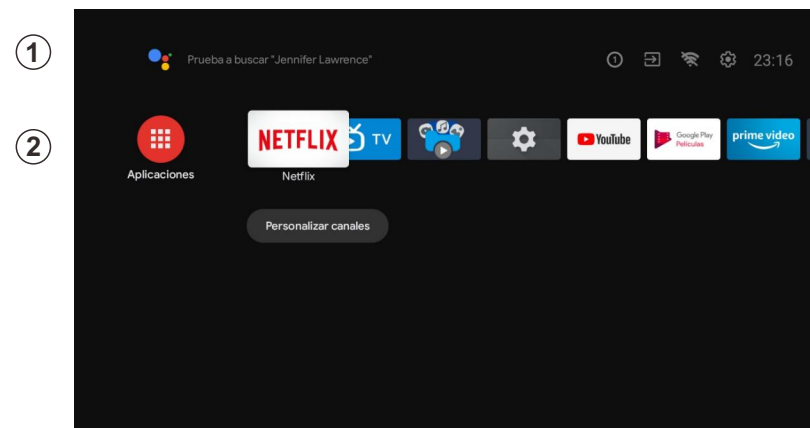 1
Prueba a buscar "Jennifer Lawrence"
1
23:16
2
NETFLIX
TV
YouTube
Google Play
Películas
prime video
Aplicaciones
Netflix
Personalizar canales